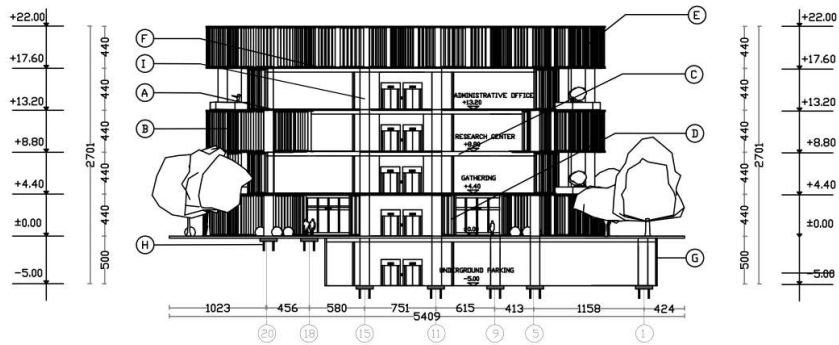 +22.00
+17.60
+13.20
+8.80
+4.40
±0.00
-5.00
440
440
440
440
440
500
2701
F
I
A
B
H
E
C
D
G
ADMINISTRATIVE OFFICE
+13.20
RESEARCH CENTER
+8.80
GATHERING
+4.40
±0.00
UNDERGROUND PARKING
-5.00
440
440
440
440
440
500
2701
+22.00
+17.60
+13.20
+8.80
+4.40
±0.00
-5.00
1023 456 580 751 615 413 1158 424
5409
20 18 15 11 9 5 1